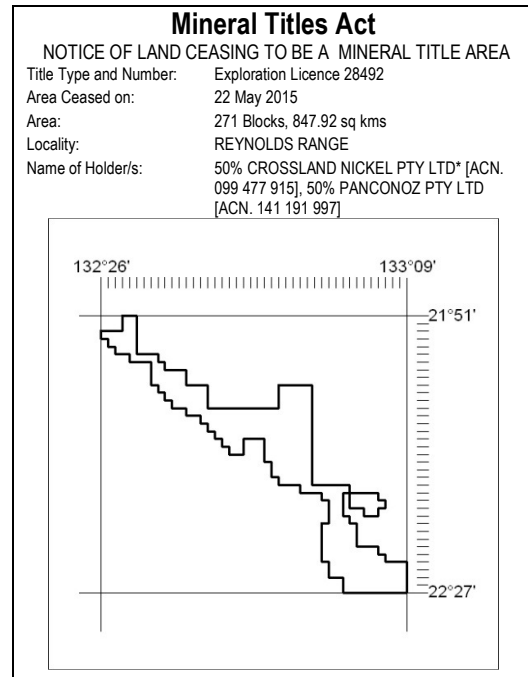 Mineral Titles Act
NOTICE OF LAND CEASING TO BE A MINERAL TITLE AREA
Title Type and Number: Exploration Licence 28492
Area Ceased on: 22 May 2015
Area: 271 Blocks, 847.92 sq kms
Locality: REYNOLDS RANGE
Name of Holder/s: 50% CROSSLAND NICKEL PTY LTD* [ACN.
099 477 915], 50% PANCONOZ PTY LTD
[ACN. 141 191 997]
132°26' 133°09'
21°51'
22°27'